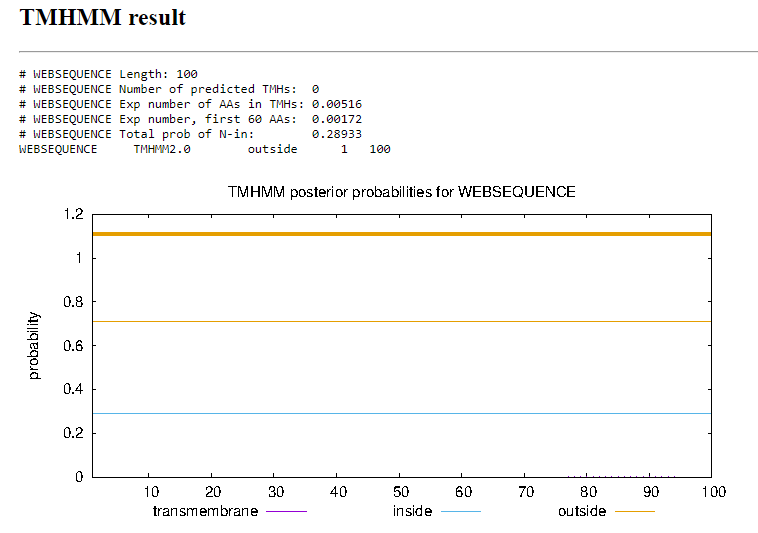 TMHMM result
# WEBSEQUENCE Length: 100
# WEBSEQUENCE Number of predicted TMHs:  0
# WEBSEQUENCE Exp number of AAs in TMHs: 0.00516
# WEBSEQUENCE Exp number, first 60 AAs:  0.00172
# WEBSEQUENCE Total prob of N-in:        0.28933
WEBSEQUENCE     TMHMM2.0        outside      1   100
TMHMM posterior probabilities for WEBSEQUENCE
1.2
1
0.8
0.6
0.4
0.2
0
probability
10 20 30 40 50 60 70 80 90 100
transmembrane inside outside